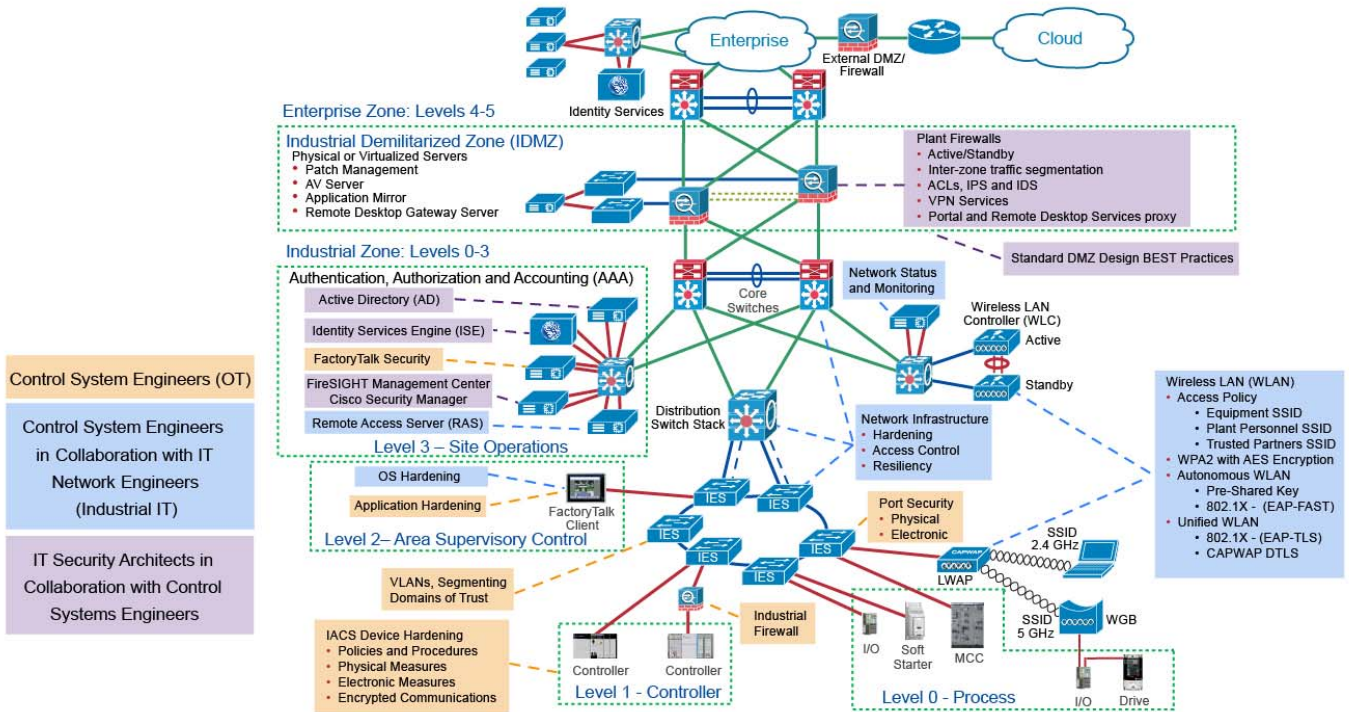 Enterprise
Cloud
External DMZ/
Firewall
Identity Services
Enterprise Zone: Levels 4-5
Industrial Demilitarized Zone (IDMZ)
Physical or Virtualized Servers
• Patch Management
• AV Server
• Application Mirror
• Remote Desktop Gateway Server
Plant Firewalls
• Active/Standby
• Inter-zone traffic segmentation
• ACLs, IPS and IDS
• VPN Services
• Portal and Remote Desktop Services proxy
Standard DMZ Design BEST Practices
Industrial Zone: Levels 0-3
Authentication, Authorization and Accounting (AAA)
Active Directory (AD)
Identity Services Engine (ISE)
FactoryTalk Security
FireSIGHT Management Center
Cisco Security Manager
Remote Access Server (RAS)
Level 3 – Site Operations
Core
Switches
Network Status
and Monitoring
Wireless LAN
Controller (WLC)
Active
Standby
Distribution
Switch Stack
Network Infrastructure
• Hardening
• Access Control
• Resiliency
Wireless LAN (WLAN)
• Access Policy
• Equipment SSID
• Plant Personnel SSID
• Trusted Partners SSID
• WPA2 with AES Encryption
• Autonomous WLAN
• Pre-Shared Key
• 802.1X - (EAP-FAST)
• Unified WLAN
• 802.1X - (EAP-TLS)
• CAPWAP DTLS
Control System Engineers (OT)
Control System Engineers
in Collaboration with IT
Network Engineers
(Industrial IT)
IT Security Architects in
Collaboration with Control
Systems Engineers
OS Hardening
Application Hardening
FactoryTalk
Client
Level 2– Area Supervisory Control
IES
IES
IES
IES
IES
IES
Port Security
• Physical
• Electronic
VLANs, Segmenting
Domains of Trust
CAPWAP
LWAP
SSID
2.4 GHz
SSID
5 GHz
WGB
Industrial
Firewall
IACS Device Hardening
• Policies and Procedures
• Physical Measures
• Electronic Measures
• Encrypted Communications
Controller
Controller
Level 1 - Controller
I/O
Soft
Starter
MCC
Level 0 - Process
I/O
Drive